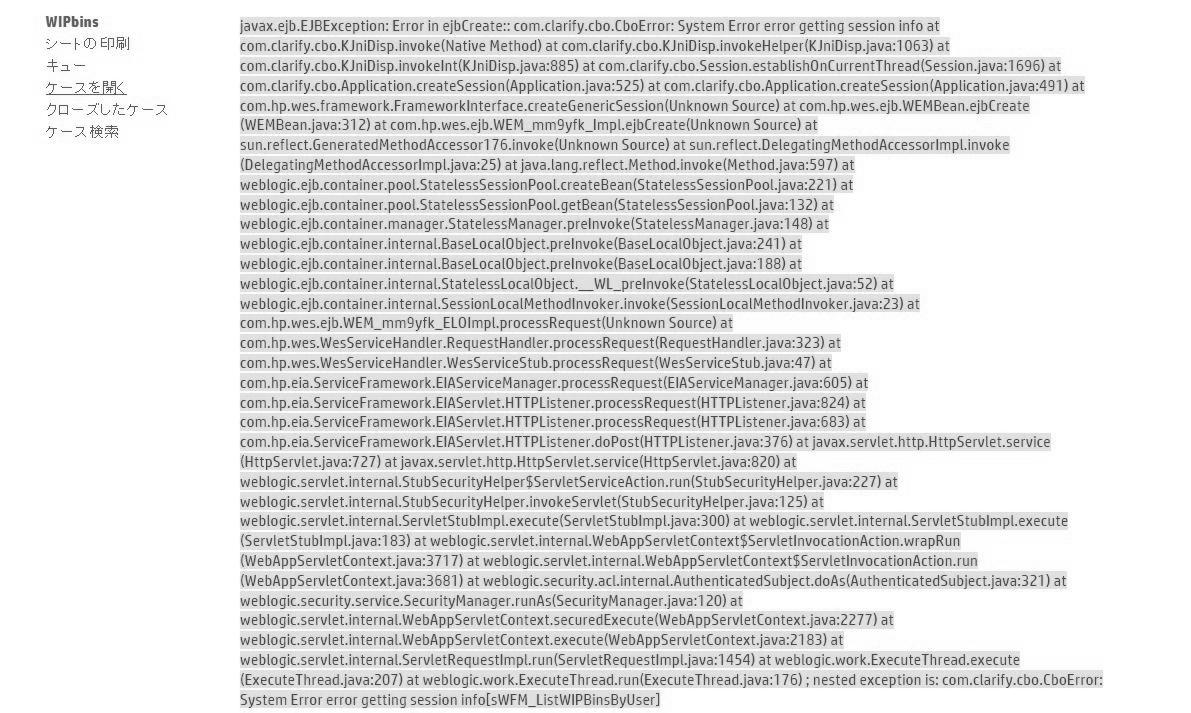 WIPbins
シートの印刷
キュー
ケースを開く
クローズしたケース
ケース検索
javax.ejb.EJBException: Error in ejbCreate:: com.clarify.cbo.CboError: System Error error getting session info at
com.clarify.cbo.KJniDisp.invoke(Native Method) at com.clarify.cbo.KJniDisp.invokeHelper(KJniDisp.java:1063) at
com.clarify.cbo.KJniDisp.invokeInt(KJniDisp.java:885) at com.clarify.cbo.Session.establishOnCurrentThread(Session.java:1696) at
com.clarify.cbo.Application.createSession(Application.java:525) at com.clarify.cbo.Application.createSession(Application.java:491) at
com.hp.wes.framework.FrameworkInterface.createGenericSession(Unknown Source) at com.hp.wes.ejb.WEMBean.ejbCreate
(WEMBean.java:312) at com.hp.wes.ejb.WEM_mm9yfk_Impl.ejbCreate(Unknown Source) at
sun.reflect.GeneratedMethodAccessor176.invoke(Unknown Source) at sun.reflect.DelegatingMethodAccessorImpl.invoke
(DelegatingMethodAccessorImpl.java:25) at java.lang.reflect.Method.invoke(Method.java:597) at
weblogic.ejb.container.pool.StatelessSessionPool.createBean(StatelessSessionPool.java:221) at
weblogic.ejb.container.pool.StatelessSessionPool.getBean(StatelessSessionPool.java:132) at
weblogic.ejb.container.manager.StatelessManager.preInvoke(StatelessManager.java:148) at
weblogic.ejb.container.internal.BaseLocalObject.preInvoke(BaseLocalObject.java:241) at
weblogic.ejb.container.internal.BaseLocalObject.preInvoke(BaseLocalObject.java:188) at
weblogic.ejb.container.internal.StatelessLocalObject.__WL_preInvoke(StatelessLocalObject.java:52) at
weblogic.ejb.container.internal.SessionLocalMethodInvoker.invoke(SessionLocalMethodInvoker.java:23) at
com.hp.wes.ejb.WEM_mm9yfk_ELOImpl.processRequest(Unknown Source) at
com.hp.wes.WesServiceHandler.RequestHandler.processRequest(RequestHandler.java:323) at
com.hp.wes.WesServiceHandler.WesServiceStub.processRequest(WesServiceStub.java:47) at
com.hp.eia.ServiceFramework.EIAServiceManager.processRequest(EIAServiceManager.java:605) at
com.hp.eia.ServiceFramework.EIAServlet.HTTPListener.processRequest(HTTPListener.java:824) at
com.hp.eia.ServiceFramework.EIAServlet.HTTPListener.processRequest(HTTPListener.java:683) at
com.hp.eia.ServiceFramework.EIAServlet.HTTPListener.doPost(HTTPListener.java:376) at javax.servlet.http.HttpServlet.service
(HttpServlet.java:727) at javax.servlet.http.HttpServlet.service(HttpServlet.java:820) at
weblogic.servlet.internal.StubSecurityHelper$ServletServiceAction.run(StubSecurityHelper.java:227) at
weblogic.servlet.internal.StubSecurityHelper.invokeServlet(StubSecurityHelper.java:125) at
weblogic.servlet.internal.ServletStubImpl.execute(ServletStubImpl.java:300) at weblogic.servlet.internal.ServletStubImpl.execute
(ServletStubImpl.java:183) at weblogic.servlet.internal.WebAppServletContext$ServletInvocationAction.wrapRun
(WebAppServletContext.java:3717) at weblogic.servlet.internal.WebAppServletContext$ServletInvocationAction.run
(WebAppServletContext.java:3681) at weblogic.security.acl.internal.AuthenticatedSubject.doAs(AuthenticatedSubject.java:321) at
weblogic.security.service.SecurityManager.runAs(SecurityManager.java:120) at
weblogic.servlet.internal.WebAppServletContext.securedExecute(WebAppServletContext.java:2277) at
weblogic.servlet.internal.WebAppServletContext.execute(WebAppServletContext.java:2183) at
weblogic.servlet.internal.ServletRequestImpl.run(ServletRequestImpl.java:1454) at weblogic.work.ExecuteThread.execute
(ExecuteThread.java:207) at weblogic.work.ExecuteThread.run(ExecuteThread.java:176) ; nested exception is: com.clarify.cbo.CboError:
System Error error getting session info[sWFM_ListWIPBinsByUser]